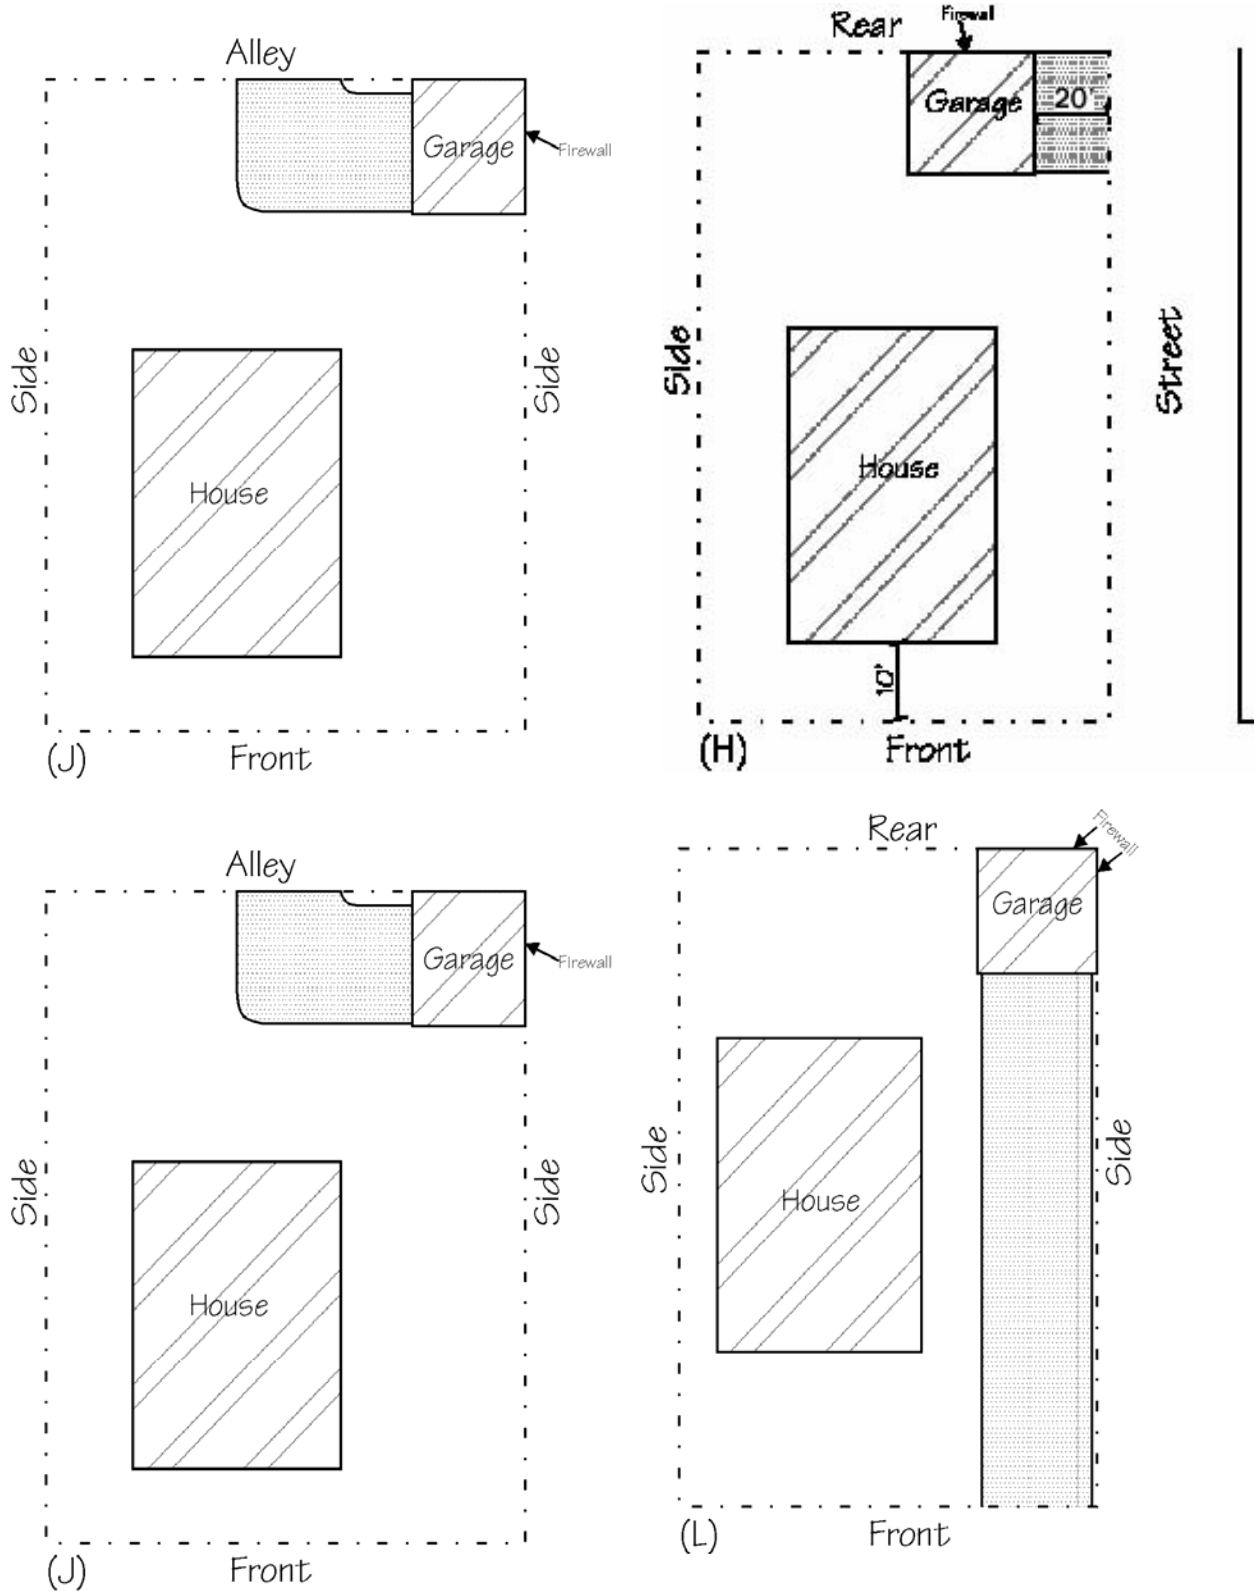 Alley
Garage
Firewall
Side
Side
House
(J)
Front
Rear
Firewall
Garage
20'
Side
Street
House
10'
(H)
Front
Alley
Garage
Firewall
Side
Side
House
(J)
Front
Rear
Firewall
Garage
Side
Side
House
(L)
Front